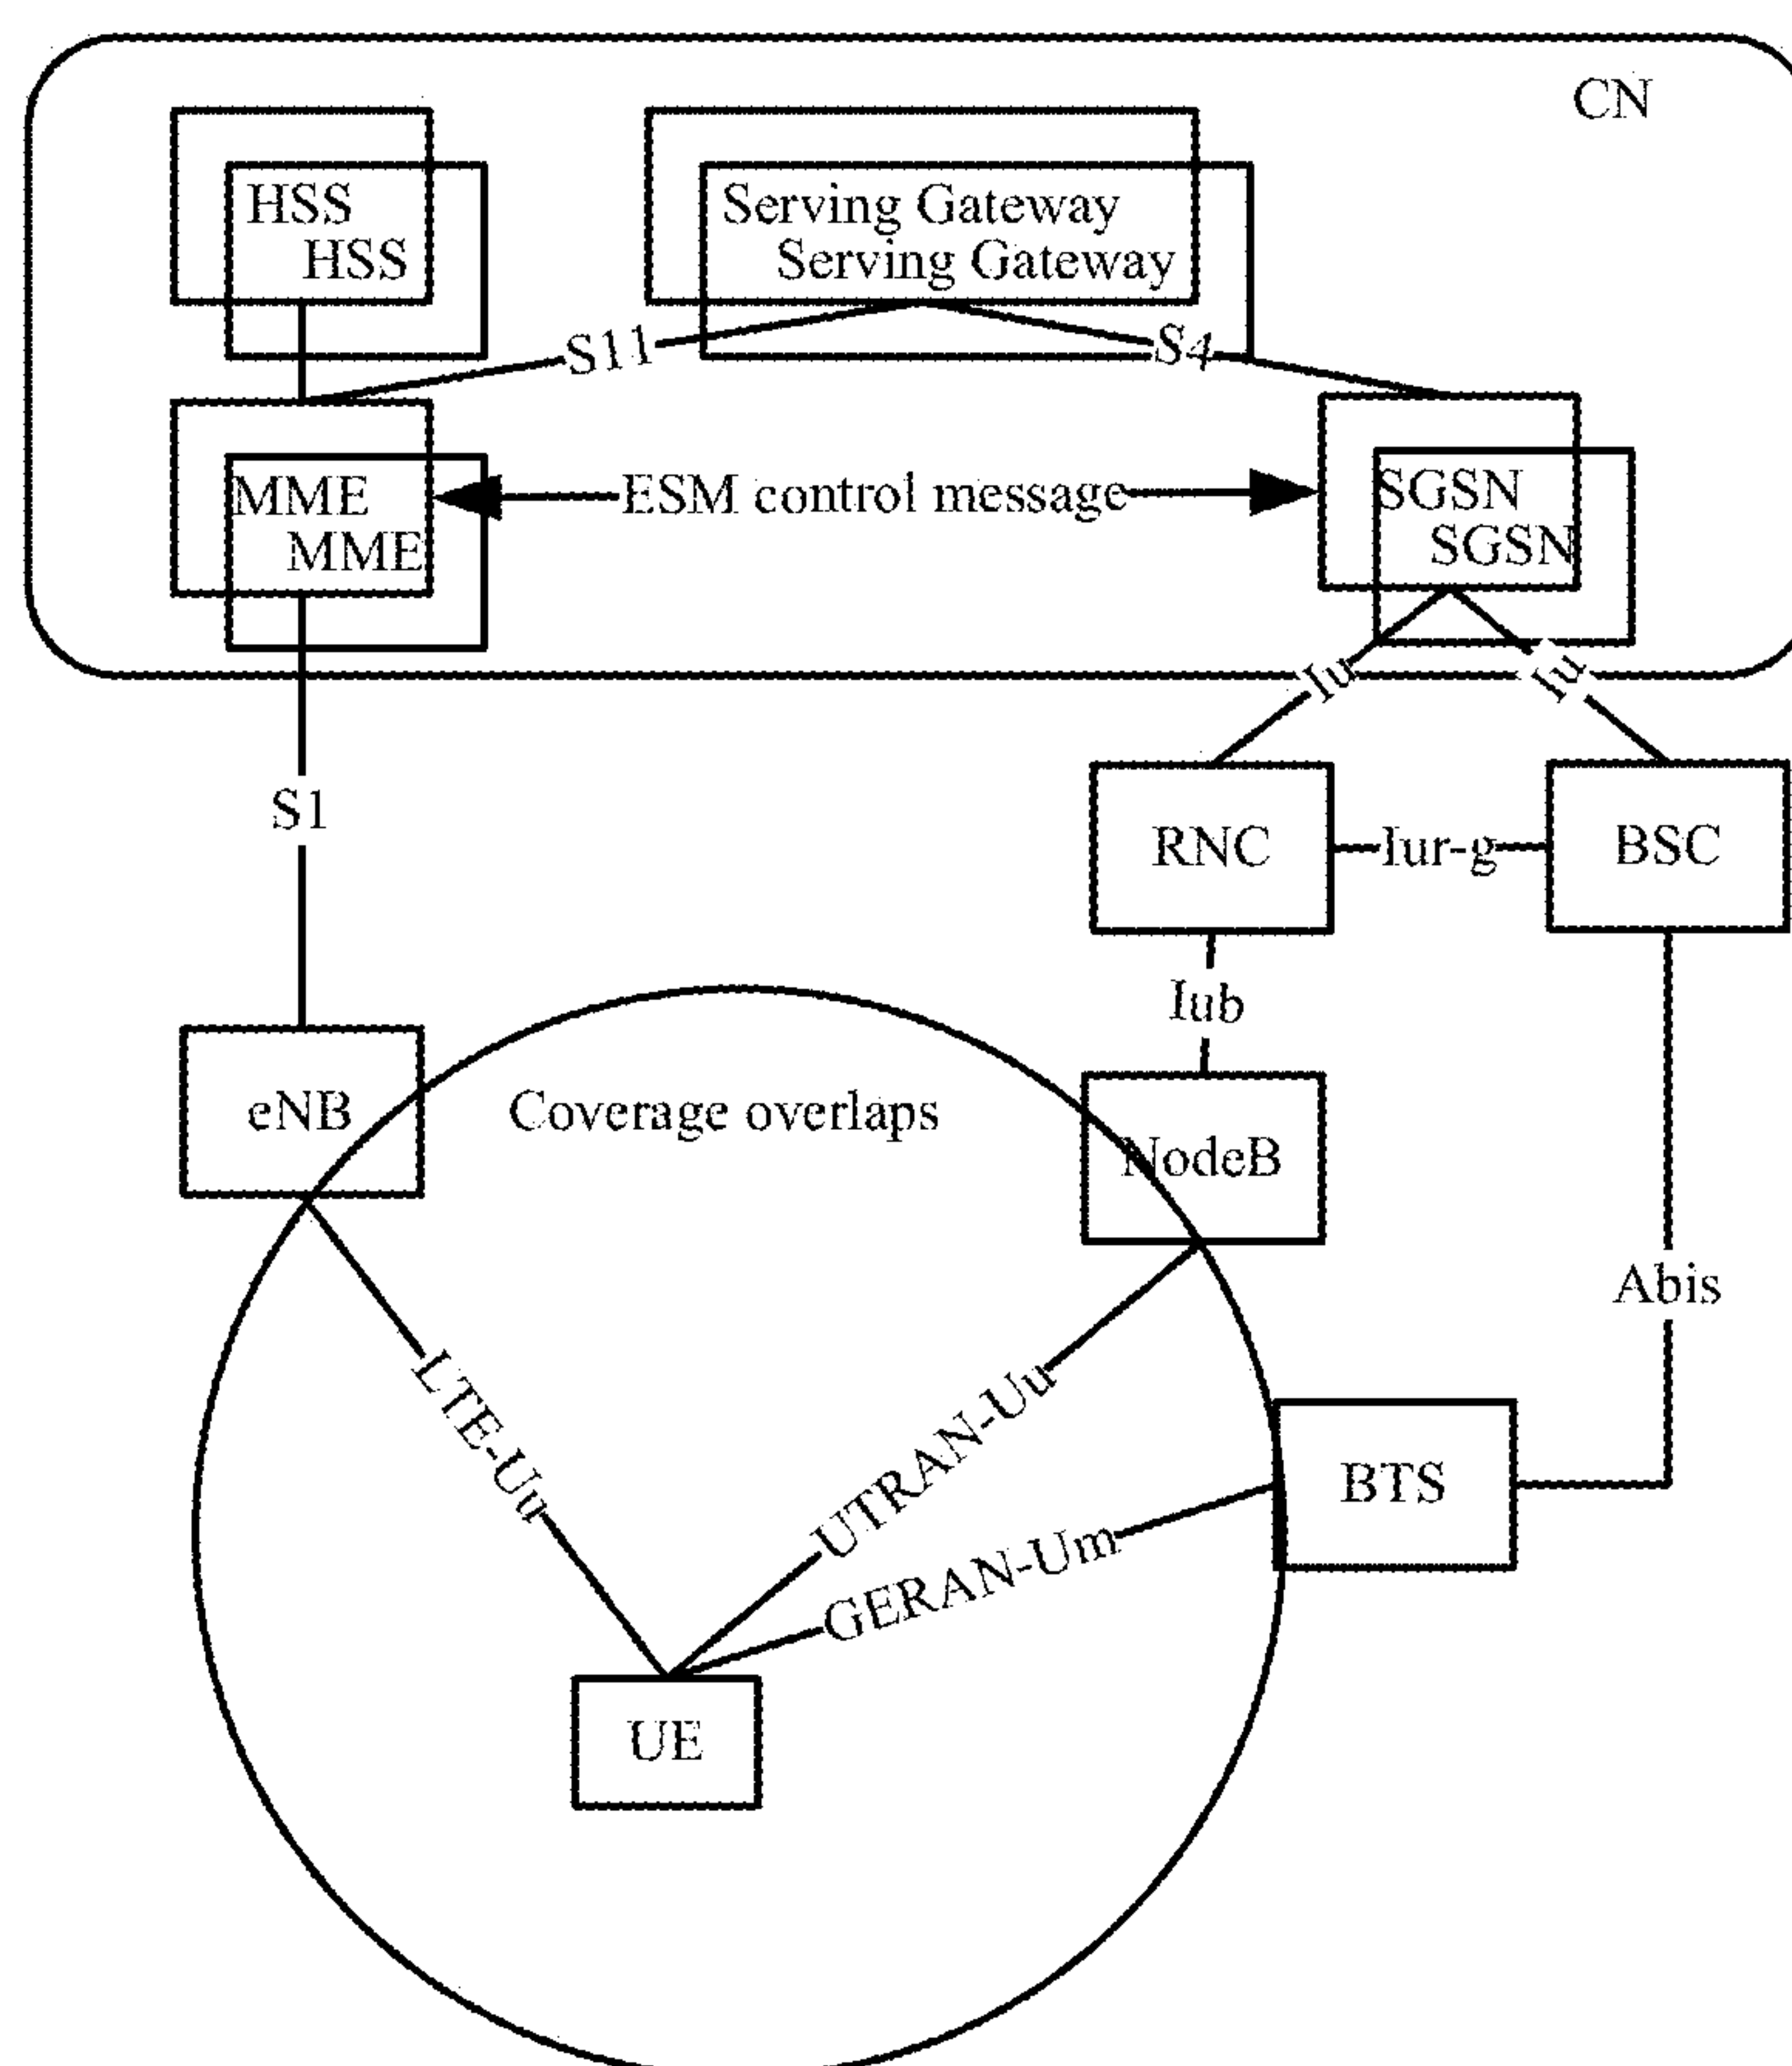 CN
HSS
HSS
Serving Gateway
Serving Gateway
S11
S4
MME
MME
ESM control message
SGSN
SGSN
Iu
Iu
S1
RNC
Iur-g
BSC
Iub
eNB
Coverage overlaps
NodeB
Abis
LTE-Uu
UTRAN-Uu
GERAN-Um
BTS
UE